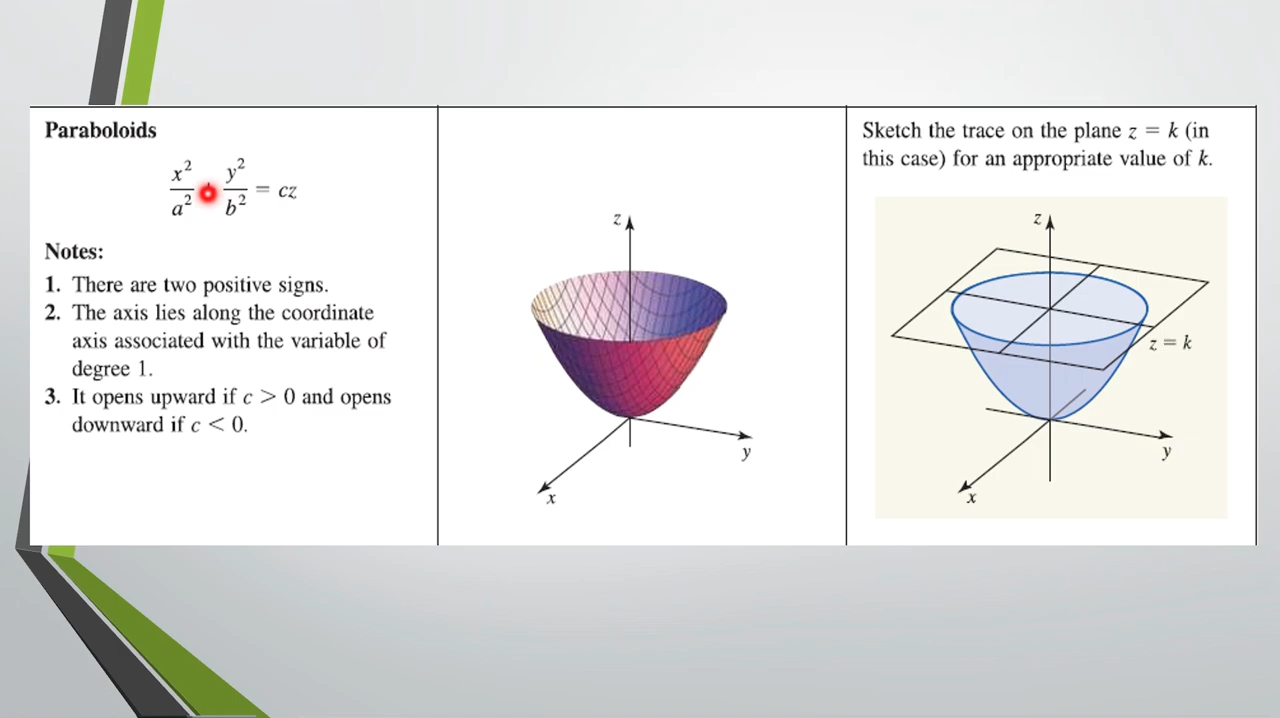 Paraboloids
x²/a² y²/b² = cz
Notes:
1. There are two positive signs.
2. The axis lies along the coordinate
axis associated with the variable of
degree 1.
3. It opens upward if c > 0 and opens
downward if c < 0.
z
y
x
Sketch the trace on the plane z = k (in
this case) for an appropriate value of k.
z
z = k
y
x